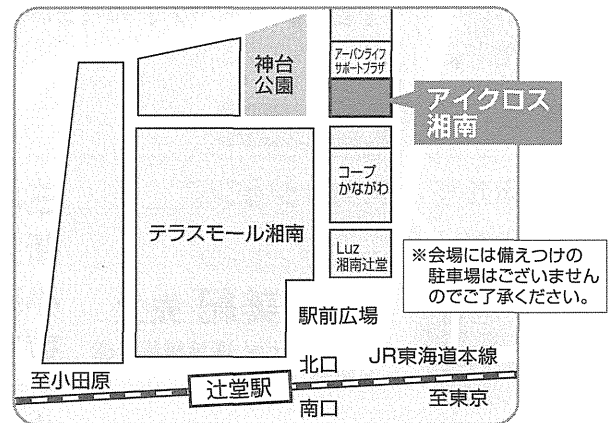 アーバンライフ
サポートプラザ
神台
公園
アイクロス
湘南
コープ
かながわ
テラスモール湘南
Luz
湘南辻堂
※会場には備えつけの
駐車場はございません
のでご了承ください。
駅前広場
北口
JR東海道本線
至小田原
辻堂駅
南口
至東京